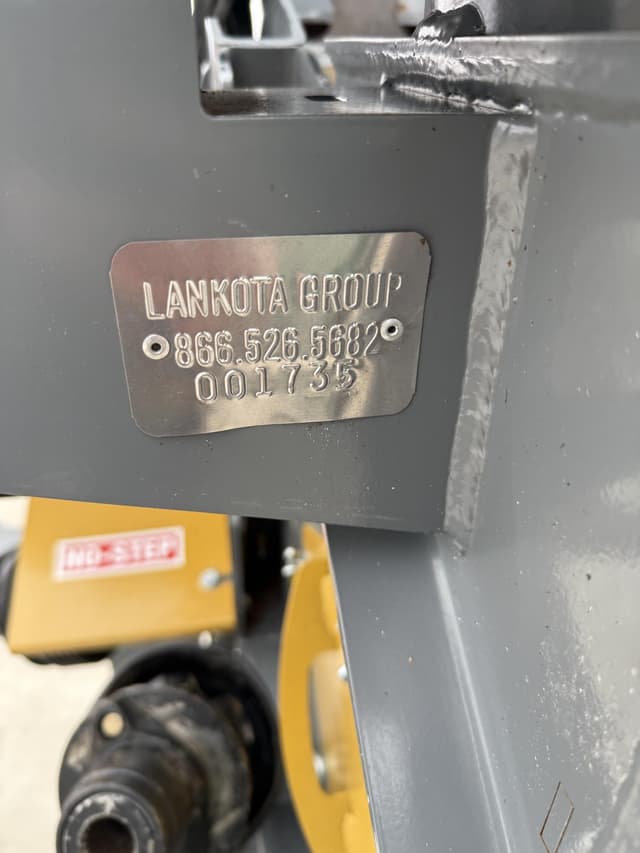 LANKOTA GROUP
866.526.5682
001735
NO-STEP